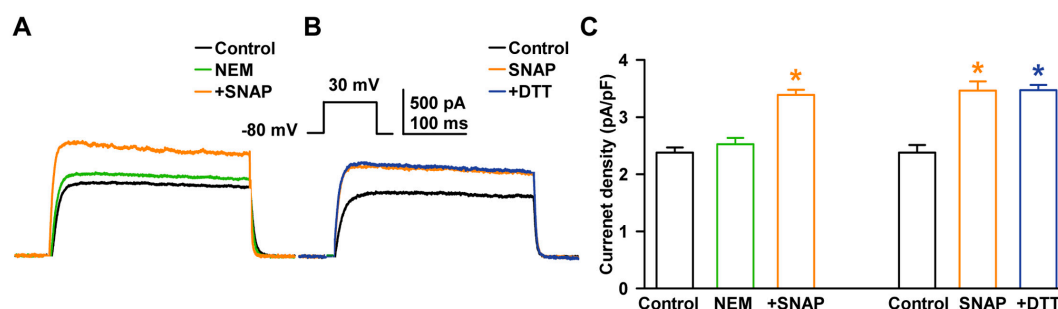 A
Control
NEM
+SNAP
B
Control
SNAP
+DTT
30 mV
-80 mV
500 pA
100 ms
C
Currenet density (pA/pF)
4
3
2
1
0
*
*
*
Control NEM +SNAP Control SNAP +DTT